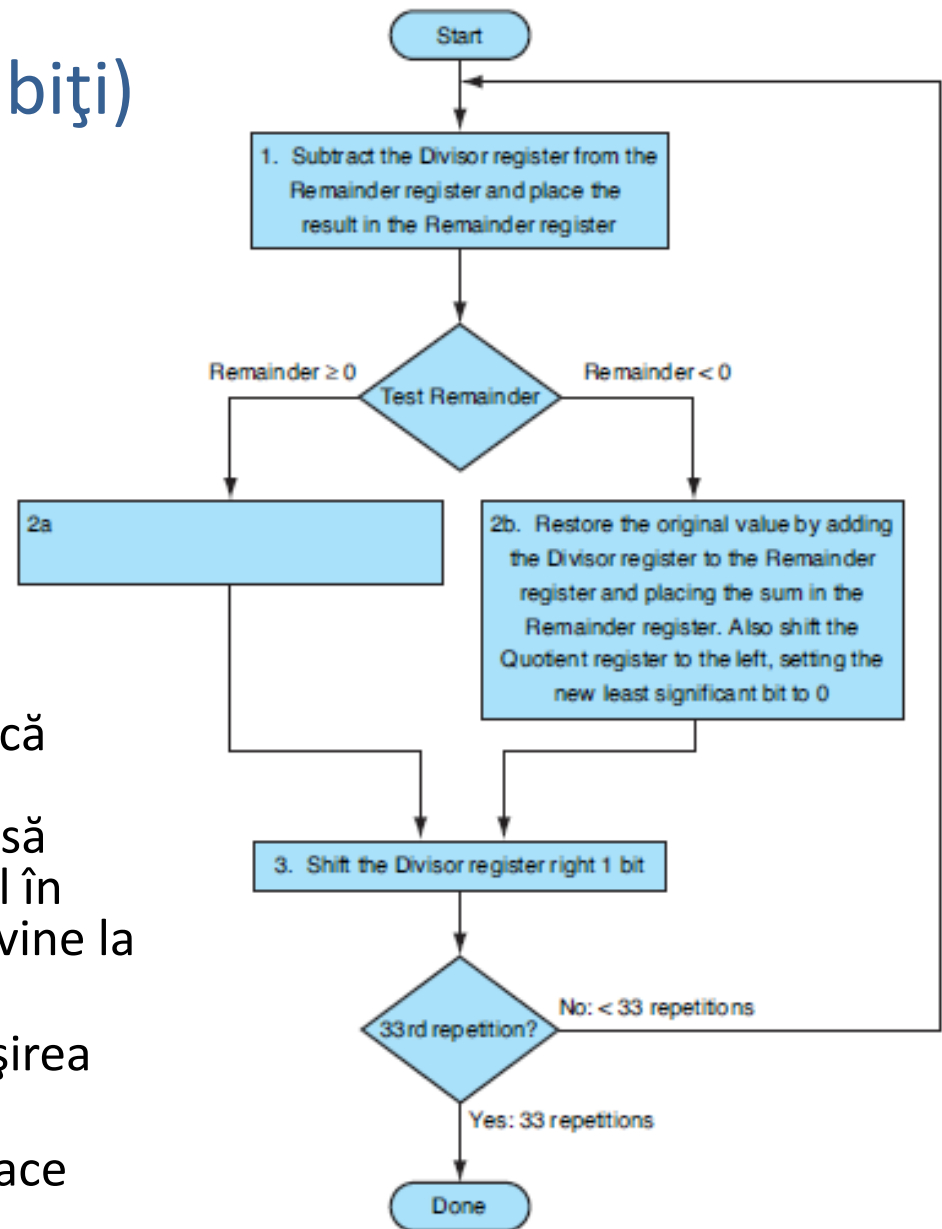 biţi)
Start
1. Subtract the Divisor register from the
Remainder register and place the
result in the Remainder register
Remainder ≥ 0
Remainder < 0
Test Remainder
2a
2b. Restore the original value by adding
the Divisor register to the Remainder
register and placing the sum in the
Remainder register. Also shift the
Quotient register to the left, setting the
new least significant bit to 0
că
să
l în
vine la
şirea
ace
3. Shift the Divisor register right 1 bit
No: < 33 repetitions
33rd repetition?
Yes: 33 repetitions
Done